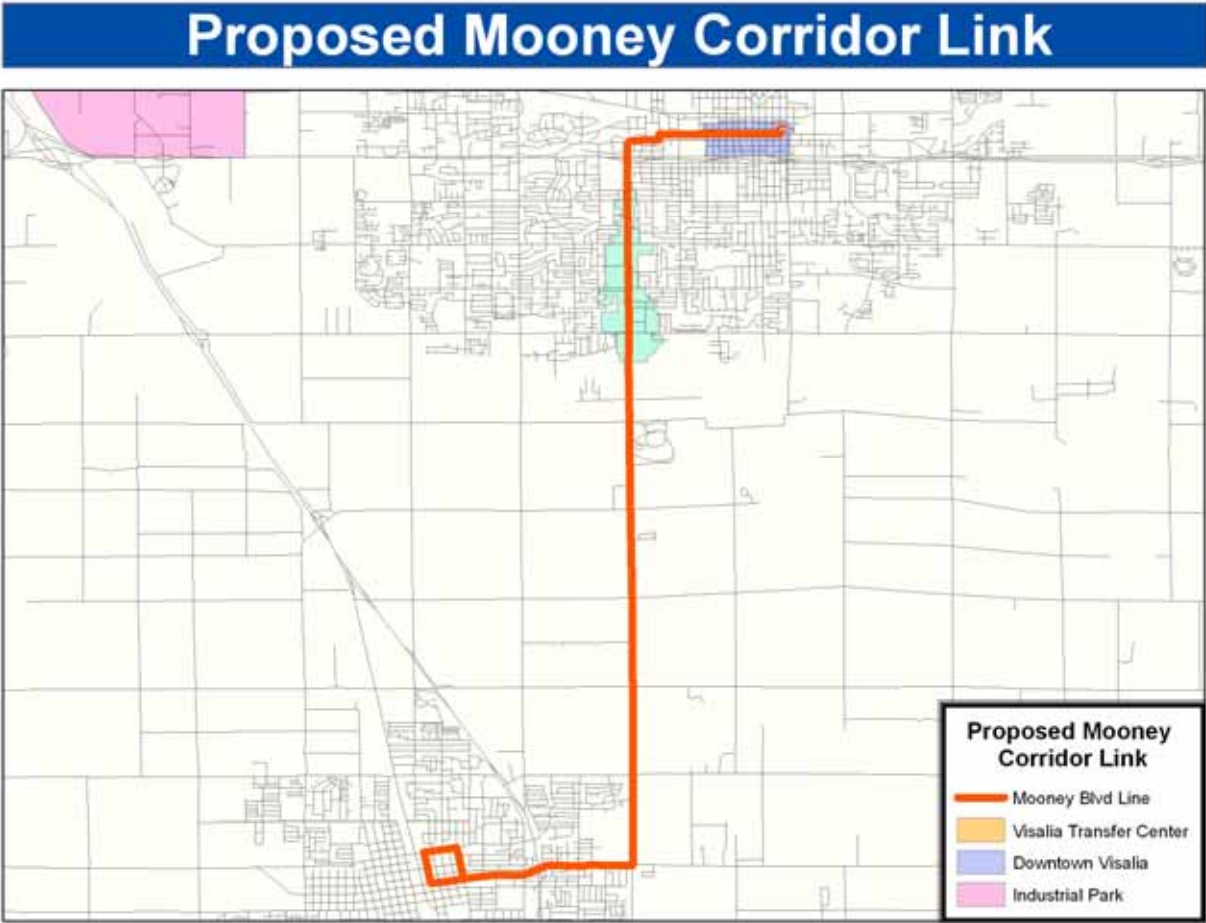 Proposed Mooney Corridor Link
Proposed Mooney
Corridor Link
Mooney Blvd Line
Visalia Transfer Center
Downtown Visalia
Industrial Park